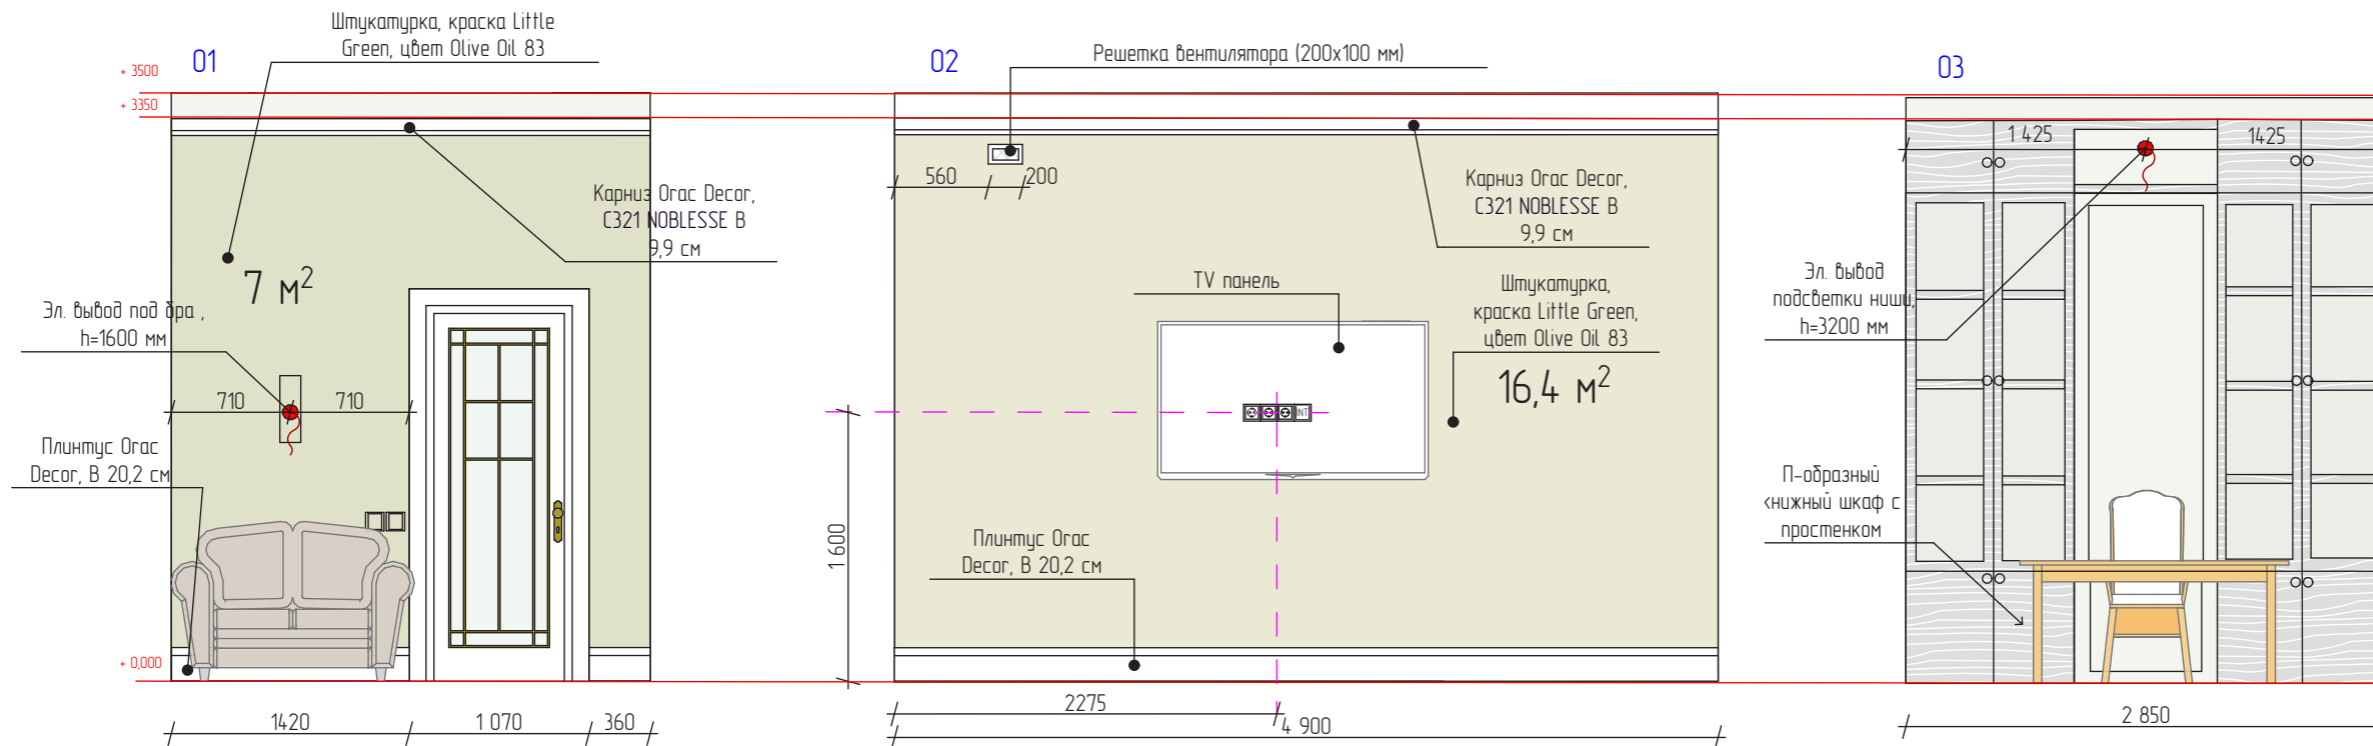 Штукатурка, краска Little
Green, цвет Olive Oil 83
01
+ 3500
+ 3350
Карниз Orac Decor,
C321 NOBLESSE В
9,9 см
7 м²
Эл. вывод под бра ,
h=1600 мм
710
710
Плинтус Orac
Decor, В 20,2 см
+ 0,000
1420
1 070
360
02
Решетка вентилятора (200х100 мм)
560
200
Карниз Orac Decor,
C321 NOBLESSE В
9,9 см
TV панель
Штукатурка,
краска Little Green,
цвет Olive Oil 83
16,4 м²
INT
1 600
Плинтус Orac
Decor, В 20,2 см
2275
4 900
03
1 425
1425
Эл. вывод
подсветки ниши,
h=3200 мм
П-образный
книжный шкаф с
простенком
2 850